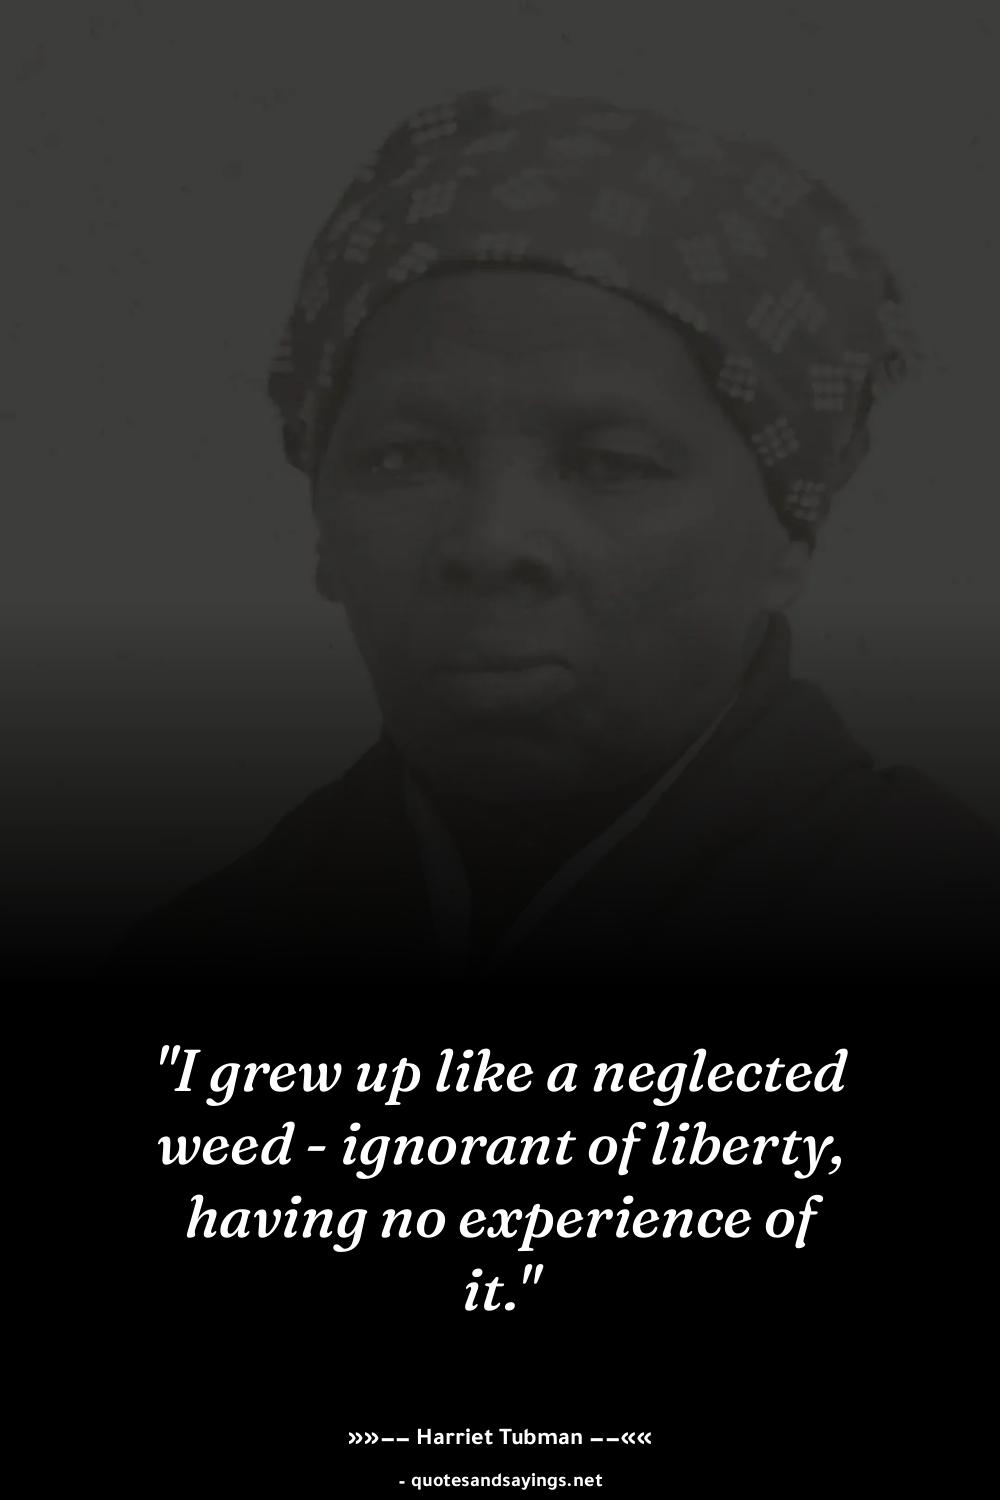 "I grew up like a neglected
weed - ignorant of liberty,
having no experience of
it."
»»−− Harriet Tubman −−««
- quotesandsayings.net